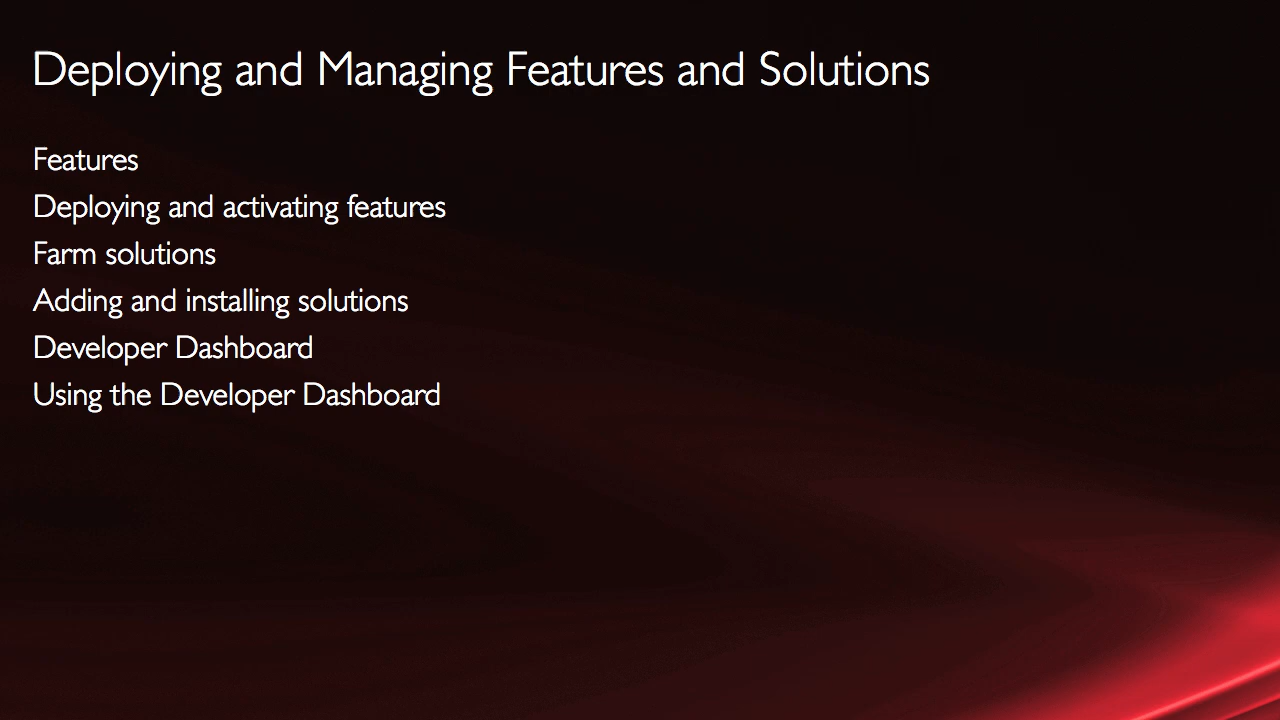 Deploying and Managing Features and Solutions
Features
Deploying and activating features
Farm solutions
Adding and installing solutions
Developer Dashboard
Using the Developer Dashboard